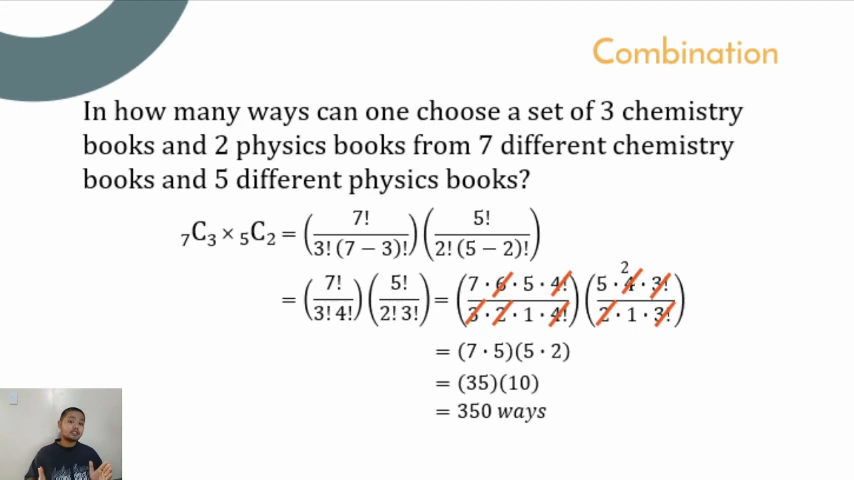 Combination
In how many ways can one choose a set of 3 chemistry
books and 2 physics books from 7 different chemistry
books and 5 different physics books?
₇C₃ × ₅C₂ = (7! / 3! (7 − 3)!) (5! / 2! (5 − 2)!)
= (7! / 3! 4!) (5! / 2! 3!) = (7 · 6 · 5 · 4! / 3 · 2 · 1 · 4!) (5 · 4 2 · 3! / 2 · 1 · 3!)
= (7 · 5)(5 · 2)
= (35)(10)
= 350 ways